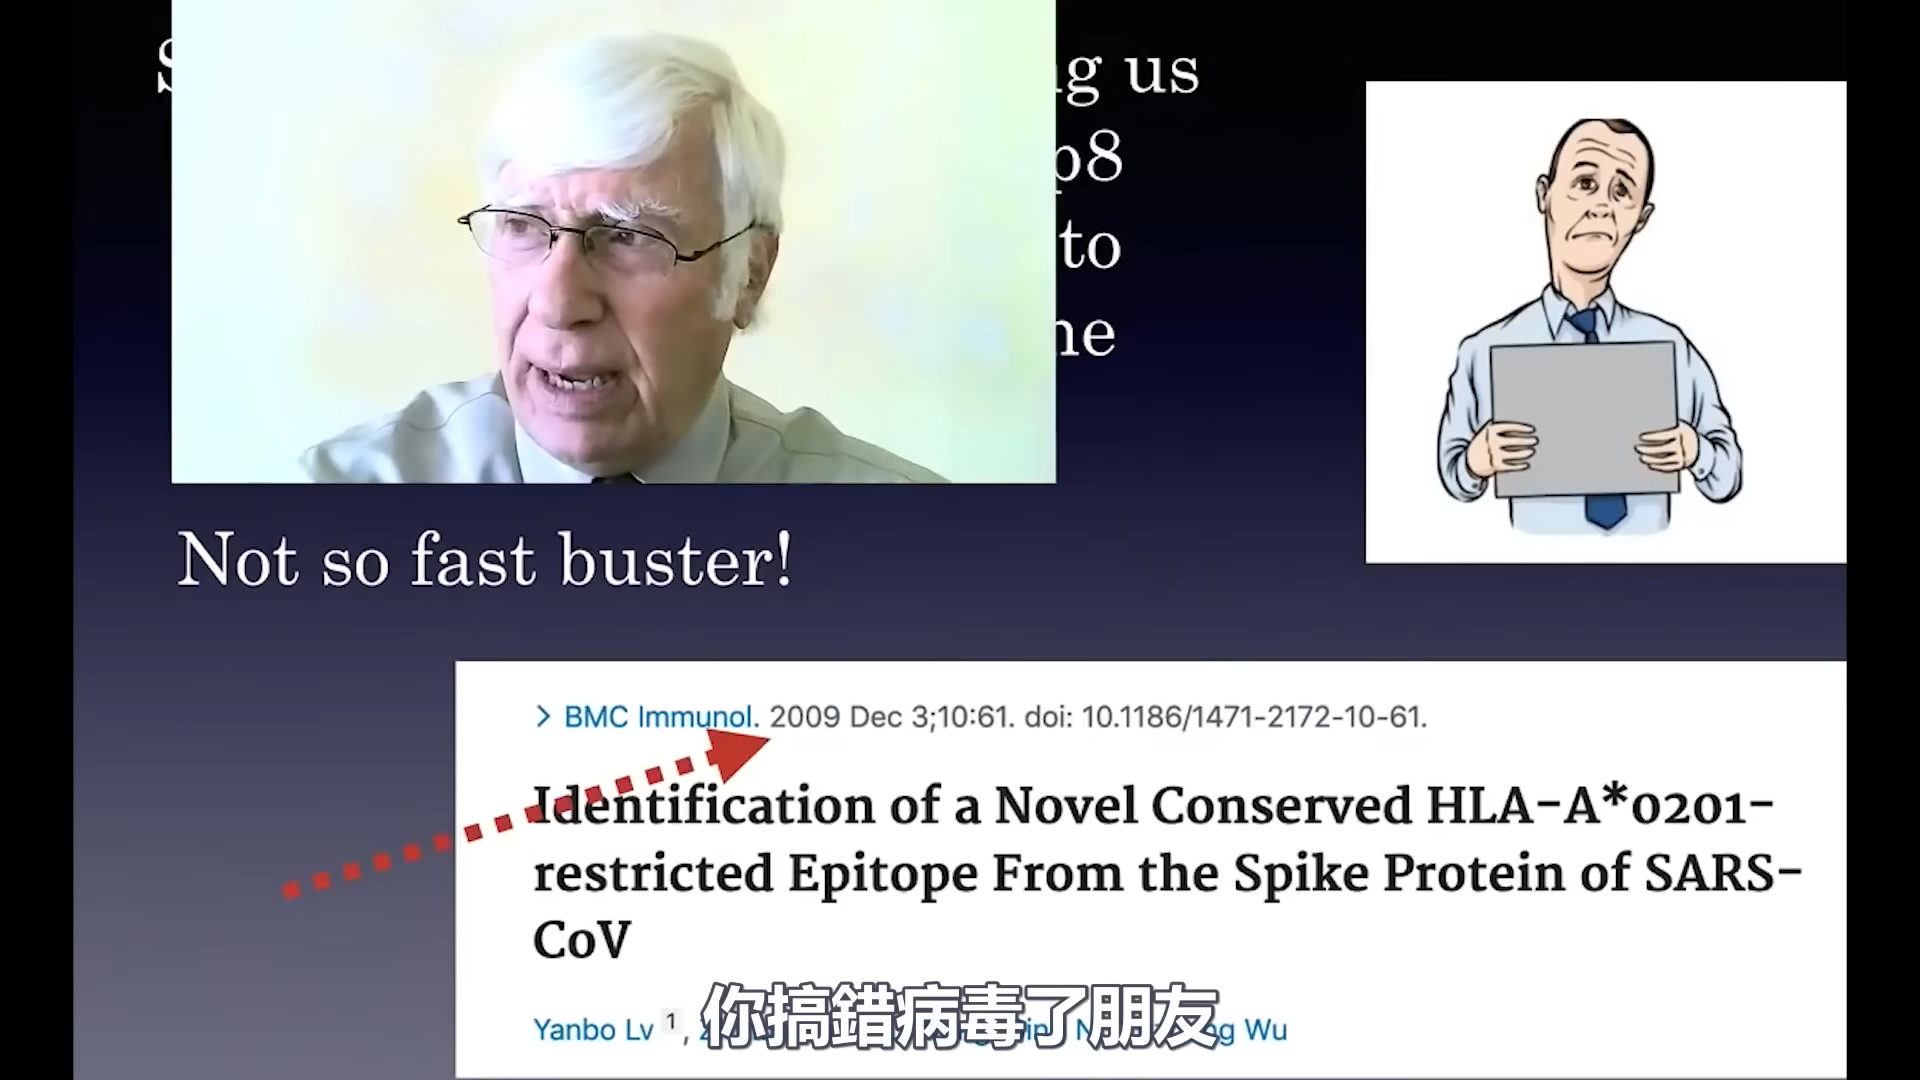 us
p8
to
Not so fast buster!
> BMC Immunol. 2009 Dec 3;10:61. doi: 10.1186/1471-2172-10-61.
Identification of a Novel Conserved HLA-A*0201-
restricted Epitope From the Spike Protein of SARS-
CoV
Yanbo Lv 1, Wu
你搞錯病毒了朋友